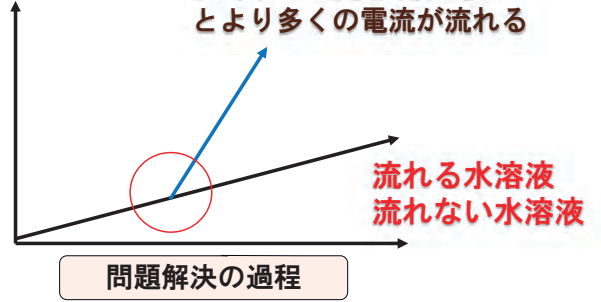 とより多くの電流が流れる
流れる水溶液
流れない水溶液
問題解決の過程